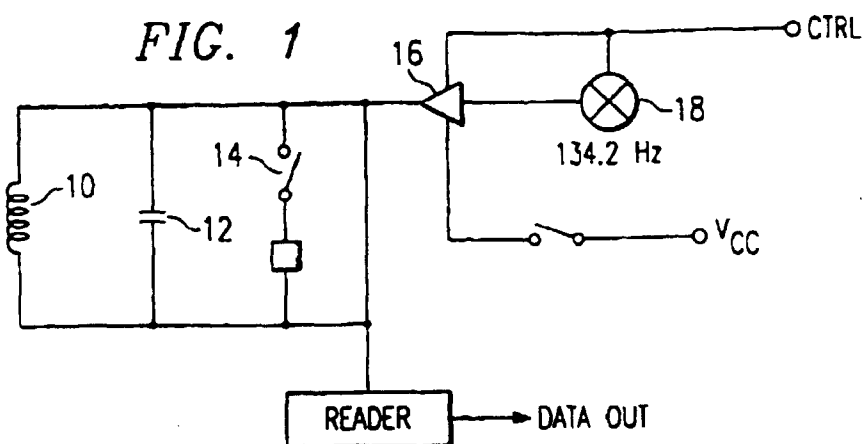 FIG. 1
CTRL
16
18
134.2 Hz
14
10
12
VCC
READER
DATA OUT